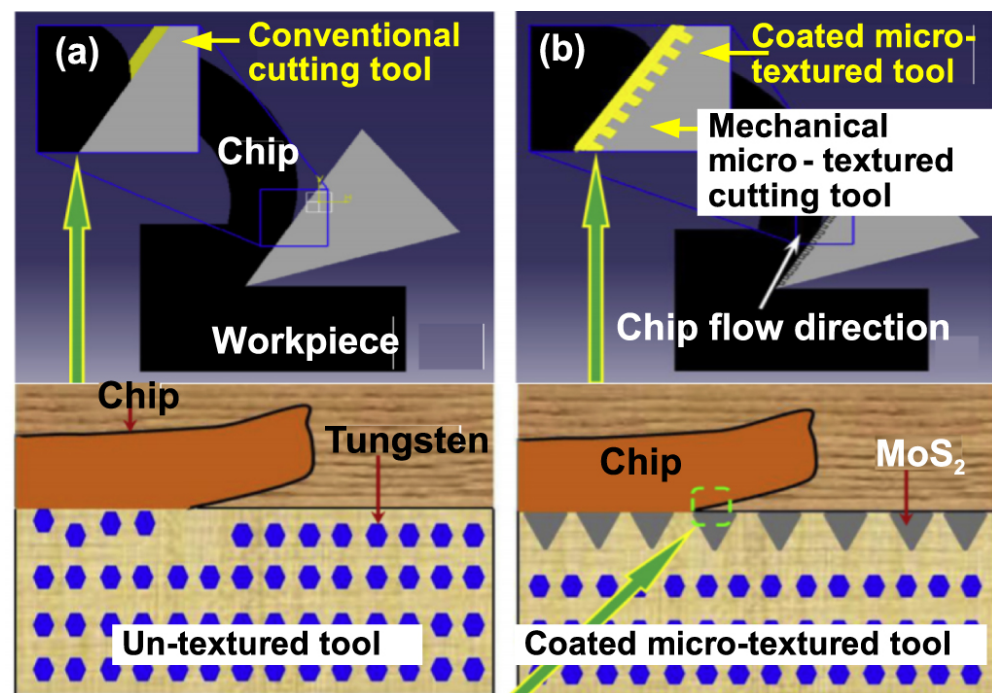 (a)
Conventional
cutting tool
Chip
Workpiece
Chip
Tungsten
Un-textured tool
(b)
Coated micro-
textured tool
Mechanical
micro - textured
cutting tool
Chip flow direction
Chip
MoS₂
Coated micro-textured tool